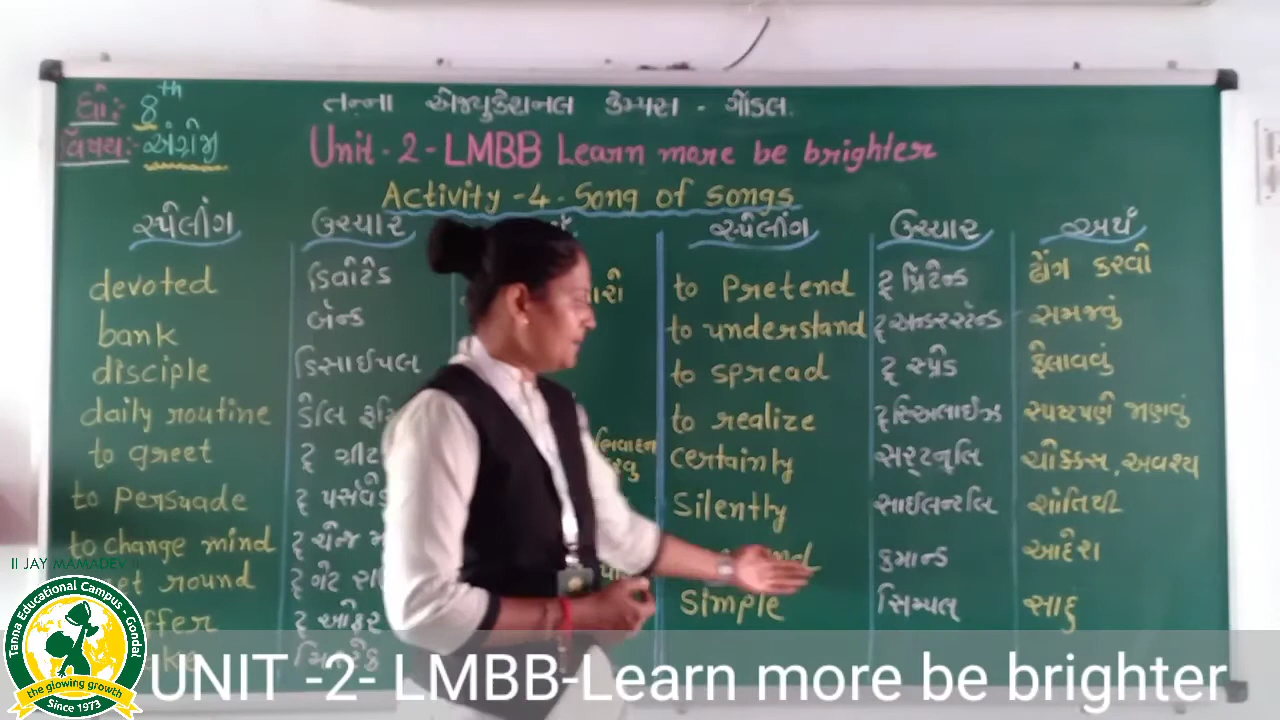 ધો:- 8th
તન્ના એજ્યુકેશનલ કેમ્પસ - ગોંડલ.
વિષય:- અંગ્રેજી
Unit - 2 - LMBB Learn more be brighter
Activity - 4 - Song of songs
સ્પેલીંગ ઉચ્ચાર સ્પેલીંગ ઉચ્ચાર અર્થ
devoted ડિવોટેડ to Pretend ટૂ પ્રિટેન્ડ ઢોંગ કરવો
bank બેન્ક to understand ટૂ અન્ડરસ્ટેન્ડ સમજવું
disciple ડિસાઈપલ to spread ટૂ સ્પ્રેડ ફેલાવવું
daily routine ડેલિ to realize ટૂ રિઅલાઈઝ સ્પષ્ટપણે જાણવું
to greet ટૂ ગ્રીટ certainly સર્ટન્લિ ચોક્કસ, અવશ્ય
to Persuade ટૂ Silently સાઈલન્ટલિ શાંતિથી
to change mind ટૂ ચેન્જ કમાન્ડ આદેશ
round ટૂ ગેટ Simple સિમ્પલ્ સાદુ
ટૂ ઓફર
II JAY MAMADEV II
Tanna Educational Campus - Gondal
the glowing growth
Since 1973
UNIT -2- LMBB-Learn more be brighter